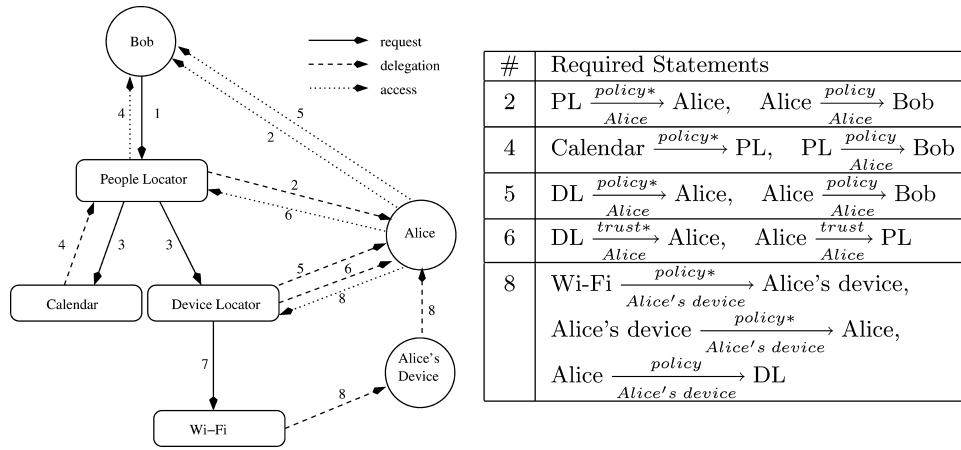 Bob
request
delegation
access
4
1
5
2
People Locator
2
6
Alice
4
3
3
5
6
8
Calendar
Device Locator
8
7
Alice's
Device
8
Wi-Fi
# Required Statements
2 PL policy* Alice → Alice, Alice policy Alice → Bob
4 Calendar policy* → PL, PL policy Alice → Bob
5 DL policy* Alice → Alice, Alice policy Alice → Bob
6 DL trust* Alice → Alice, Alice trust Alice → PL
8 Wi-Fi policy* Alice's device → Alice's device,
Alice's device policy* Alice's device → Alice,
Alice policy Alice's device → DL